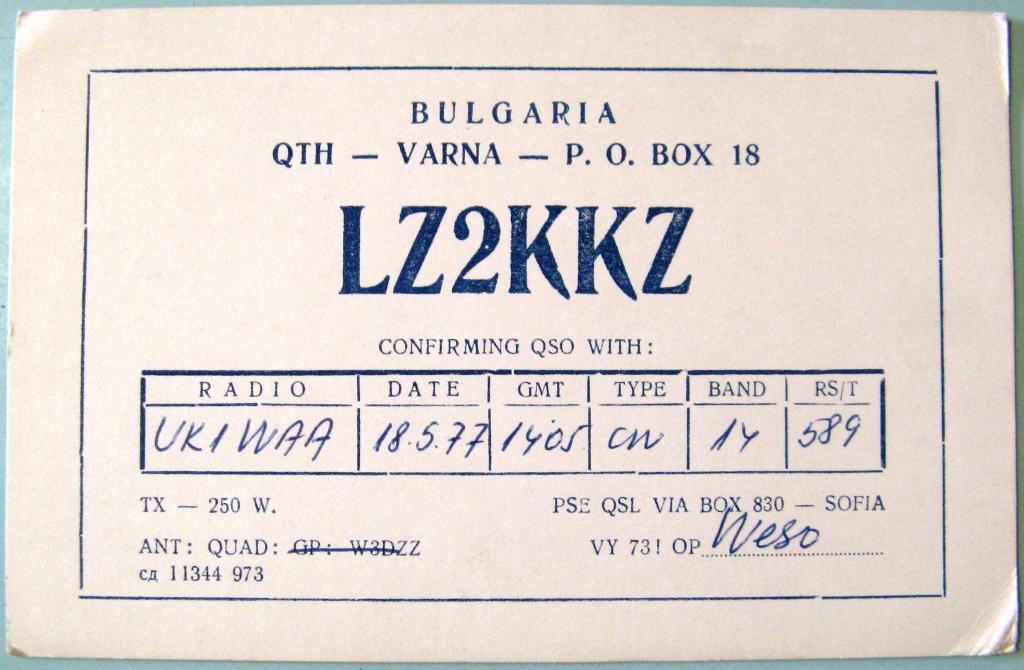 BULGARIA
QTH — VARNA — P. O. BOX 18
LZ2KKZ
CONFIRMING QSO WITH:
RADIO DATE GMT TYPE BAND RS/T
UK1WAA 18.5.77 1405 CW 14 589
TX — 250 W. PSE QSL VIA BOX 830 — SOFIA
ANT: QUAD: GP: W3DZZ VY 73! OP Weso
сд 11344 973